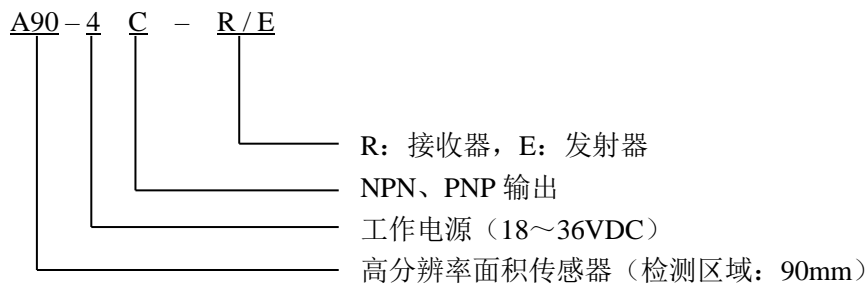 A90 – 4 C – R / E
R：接收器，E：发射器
NPN、PNP 输出
工作电源（18～36VDC）
高分辨率面积传感器（检测区域：90mm）